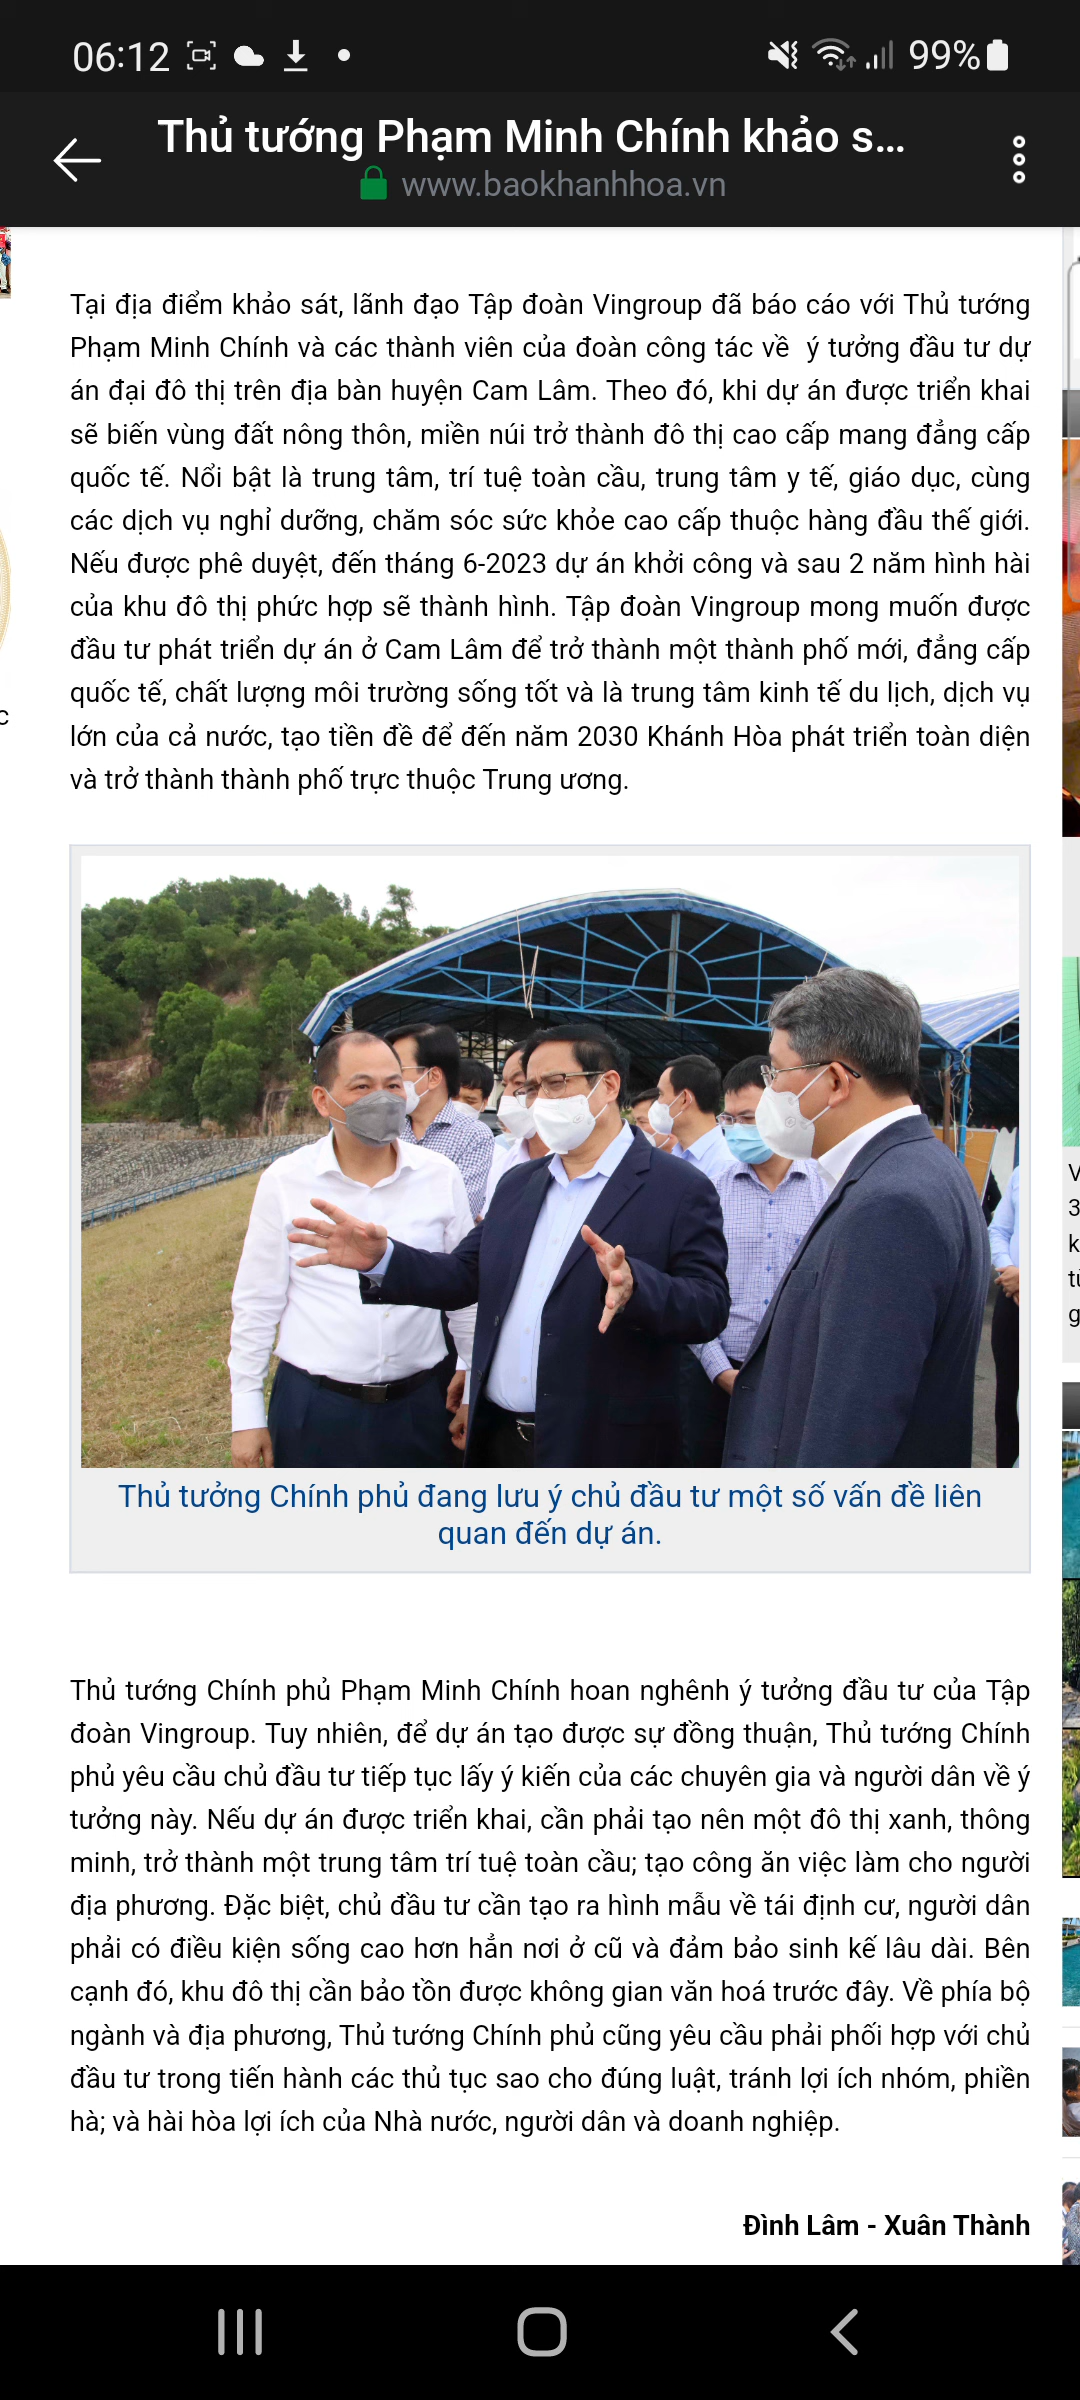 06:12
99%
Thủ tướng Phạm Minh Chính khảo s...
www.baokhanhhoa.vn
Tại địa điểm khảo sát, lãnh đạo Tập đoàn Vingroup đã báo cáo với Thủ tướng
Phạm Minh Chính và các thành viên của đoàn công tác về ý tưởng đầu tư dự
án đại đô thị trên địa bàn huyện Cam Lâm. Theo đó, khi dự án được triển khai
sẽ biến vùng đất nông thôn, miền núi trở thành đô thị cao cấp mang đẳng cấp
quốc tế. Nổi bật là trung tâm, trí tuệ toàn cầu, trung tâm y tế, giáo dục, cùng
các dịch vụ nghỉ dưỡng, chăm sóc sức khỏe cao cấp thuộc hàng đầu thế giới.
Nếu được phê duyệt, đến tháng 6-2023 dự án khởi công và sau 2 năm hình hài
của khu đô thị phức hợp sẽ thành hình. Tập đoàn Vingroup mong muốn được
đầu tư phát triển dự án ở Cam Lâm để trở thành một thành phố mới, đẳng cấp
quốc tế, chất lượng môi trường sống tốt và là trung tâm kinh tế du lịch, dịch vụ
lớn của cả nước, tạo tiền đề để đến năm 2030 Khánh Hòa phát triển toàn diện
và trở thành thành phố trực thuộc Trung ương.
Thủ tưởng Chính phủ đang lưu ý chủ đầu tư một số vấn đề liên
quan đến dự án.
Thủ tướng Chính phủ Phạm Minh Chính hoan nghênh ý tưởng đầu tư của Tập
đoàn Vingroup. Tuy nhiên, để dự án tạo được sự đồng thuận, Thủ tướng Chính
phủ yêu cầu chủ đầu tư tiếp tục lấy ý kiến của các chuyên gia và người dân về ý
tưởng này. Nếu dự án được triển khai, cần phải tạo nên một đô thị xanh, thông
minh, trở thành một trung tâm trí tuệ toàn cầu; tạo công ăn việc làm cho người
địa phương. Đặc biệt, chủ đầu tư cần tạo ra hình mẫu về tái định cư, người dân
phải có điều kiện sống cao hơn hẳn nơi ở cũ và đảm bảo sinh kế lâu dài. Bên
cạnh đó, khu đô thị cần bảo tồn được không gian văn hoá trước đây. Về phía bộ
ngành và địa phương, Thủ tướng Chính phủ cũng yêu cầu phải phối hợp với chủ
đầu tư trong tiến hành các thủ tục sao cho đúng luật, tránh lợi ích nhóm, phiền
hà; và hài hòa lợi ích của Nhà nước, người dân và doanh nghiệp.
Đình Lâm - Xuân Thành